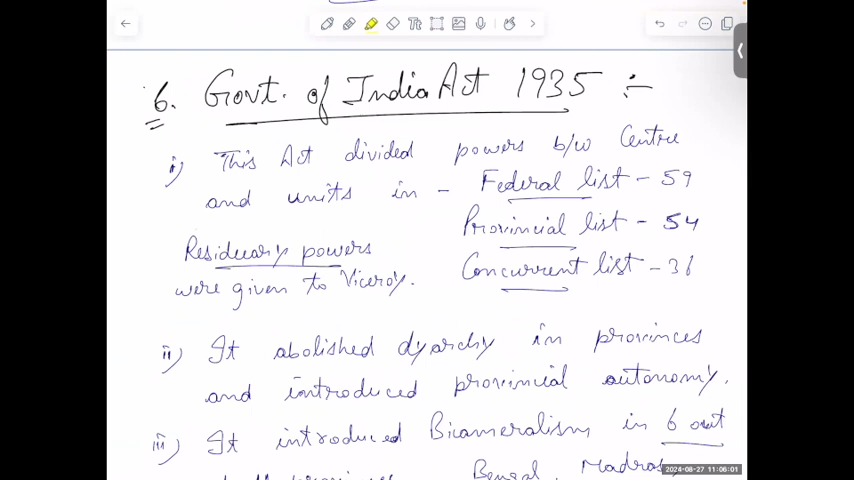 6. Govt. of India Act 1935 :-
i) This Act divided powers b/w Centre
and units in - Federal list - 59
Provincial list - 54
Residuary powers
Concurrent list - 36
were given to Viceroy.
ii) It abolished dyarchy in provinces
and introduced provincial autonomy.
iii) It introduced Bicameralism in 6 out
Bengal, Madras,
2024-08-27 11:06:01